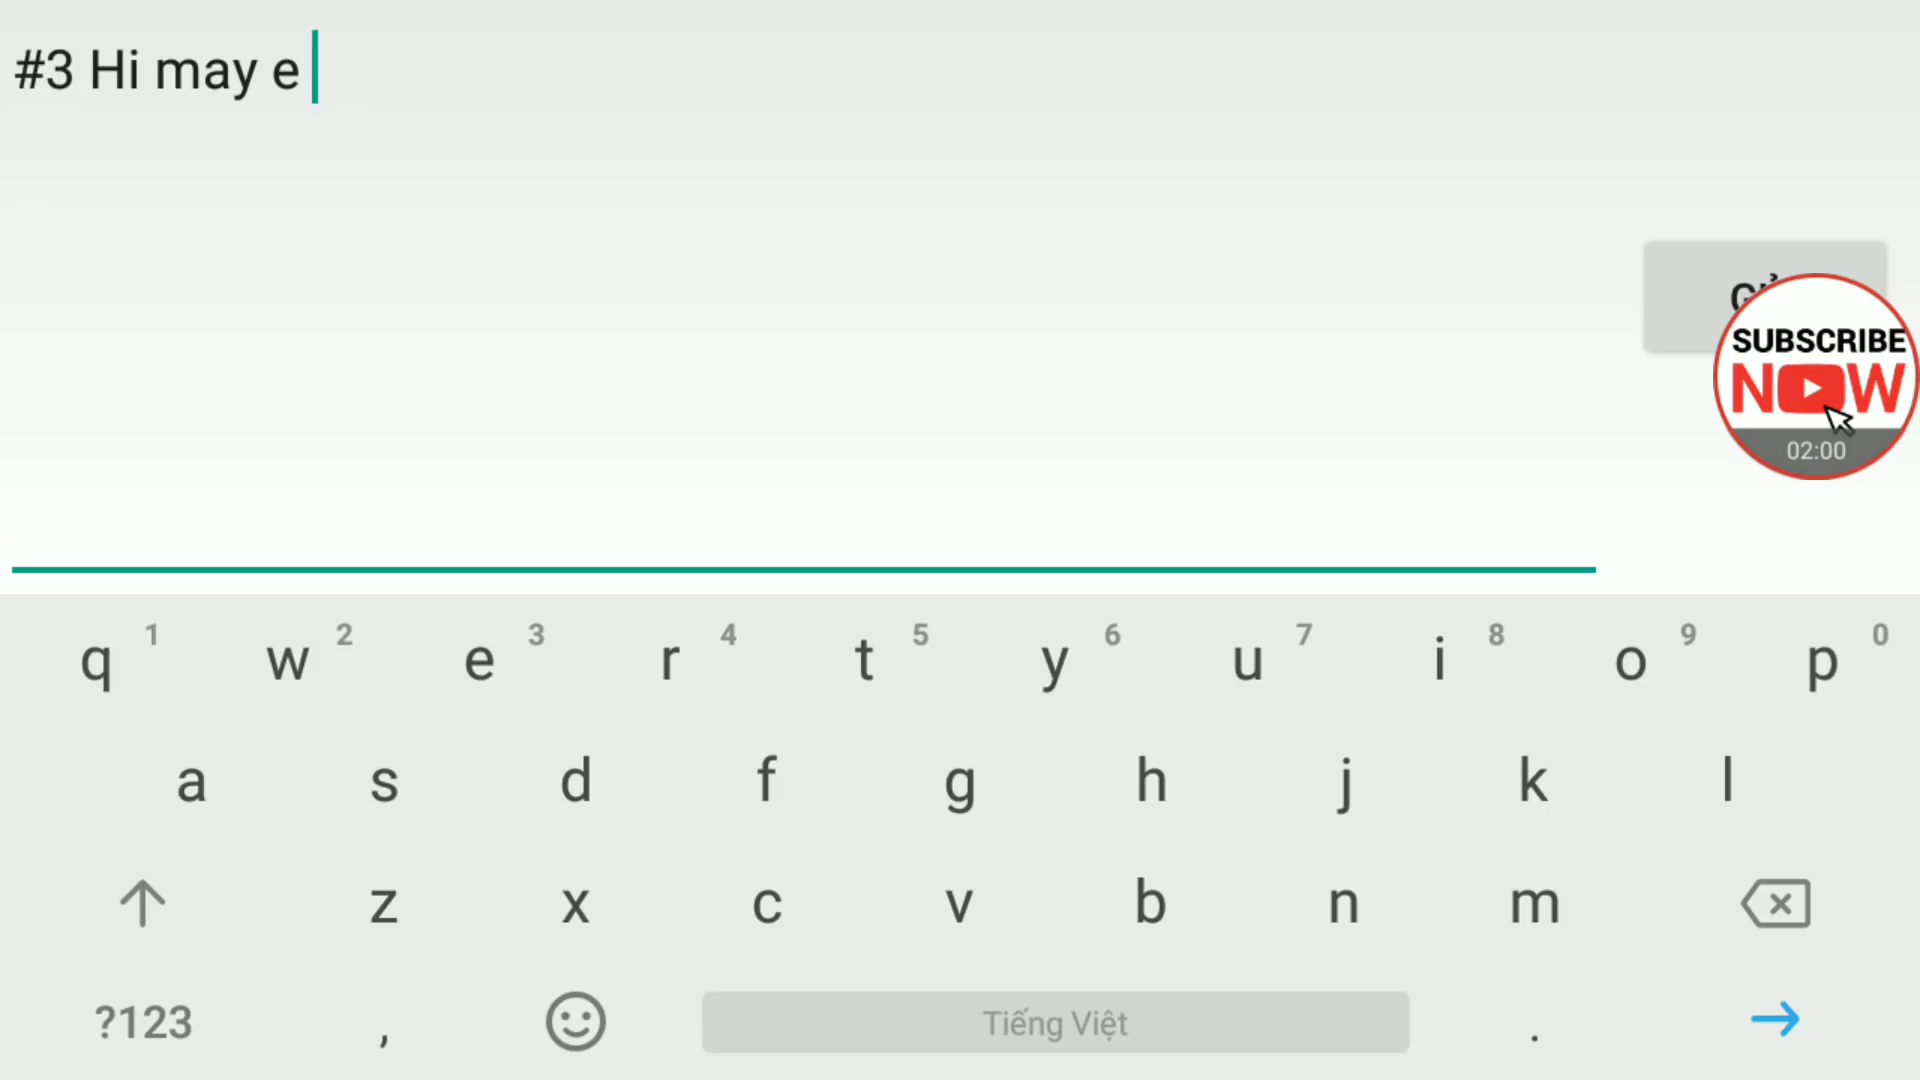 #3 Hi may e
SUBSCRIBE
NOW
02:00
q 1 w 2 e 3 r 4 t 5 y 6 u 7 i 8 o 9 p 0
a s d f g h j k l
z x c v b n m
?123 , Tiếng Việt .